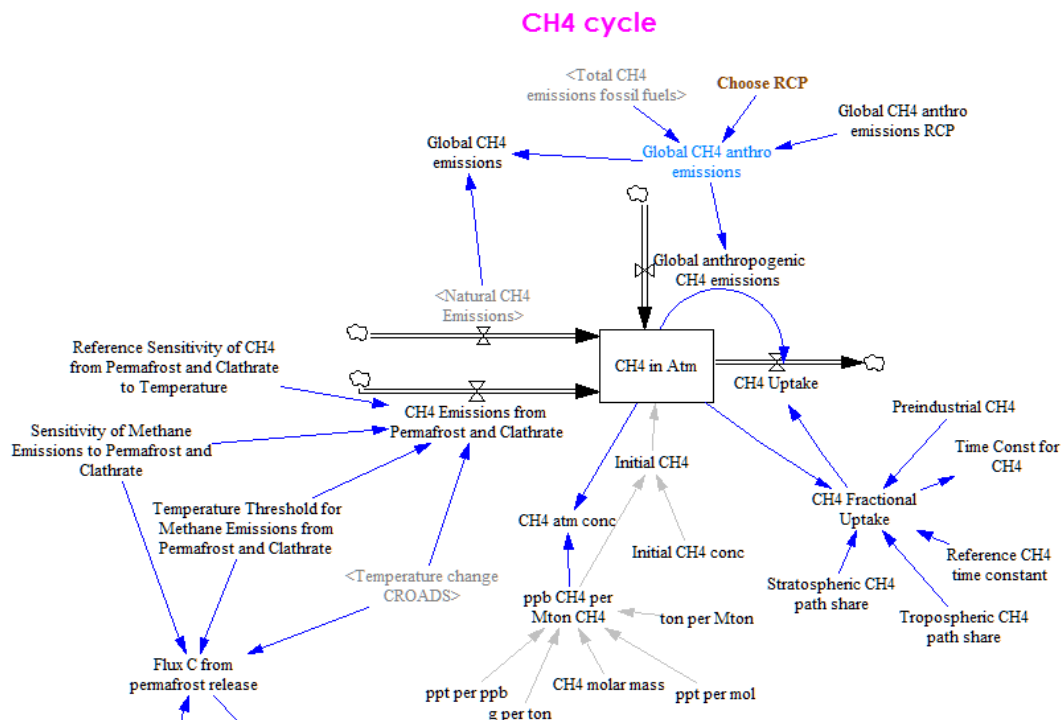 CH4 cycle
<Total CH4
emissions fossil fuels>
Choose RCP
Global CH4 anthro
emissions RCP
Global CH4
emissions
Global CH4 anthro
emissions
Global anthropogenic
CH4 emissions
<Natural CH4
Emissions>
Reference Sensitivity of CH4
from Permafrost and Clathrate
to Temperature
CH4 in Atm
CH4 Uptake
CH4 Emissions from
Permafrost and Clathrate
Preindustrial CH4
Sensitivity of Methane
Emissions to Permafrost and
Clathrate
Time Const for
CH4
Initial CH4
Temperature Threshold for
Methane Emissions from
Permafrost and Clathrate
CH4 Fractional
Uptake
CH4 atm conc
Initial CH4 conc
Reference CH4
time constant
<Temperature change
CROADS>
Stratospheric CH4
path share
ppb CH4 per
Mton CH4
ton per Mton
Tropospheric CH4
path share
Flux C from
permafrost release
ppt per ppb
g per ton
CH4 molar mass
ppt per mol